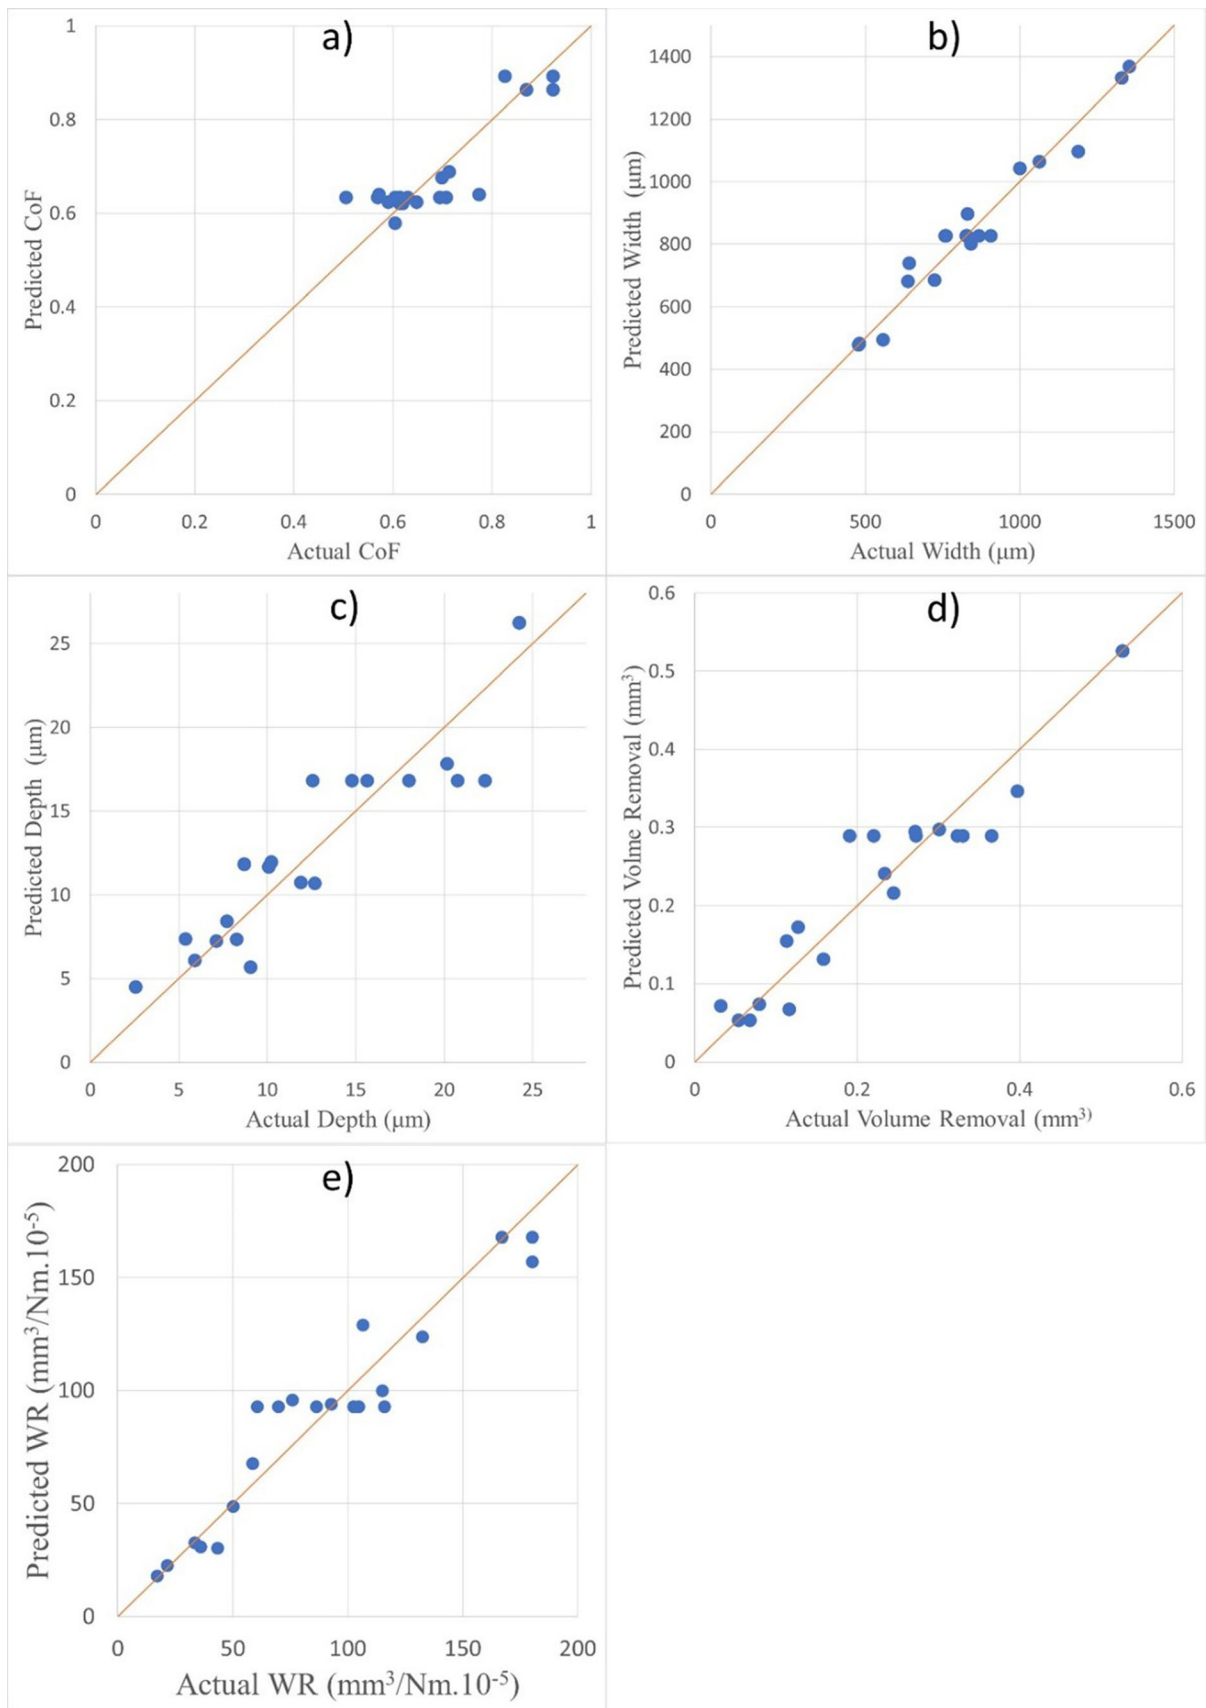 a)
1
0.8
0.6
0.4
0.2
0
Predicted CoF
0 0.2 0.4 0.6 0.8 1
Actual CoF
b)
1400
1200
1000
800
600
400
200
0
Predicted Width (μm)
0 500 1000 1500
Actual Width (μm)
c)
25
20
15
10
5
0
Predicted Depth (μm)
0 5 10 15 20 25
Actual Depth (μm)
d)
0.6
0.5
0.4
0.3
0.2
0.1
0
Predicted Volme Removal (mm³)
0 0.2 0.4 0.6
Actual Volume Removal (mm³⁾
e)
200
150
100
50
0
Predicted WR (mm³/Nm.10⁻⁵)
0 50 100 150 200
Actual WR (mm³/Nm.10⁻⁵)